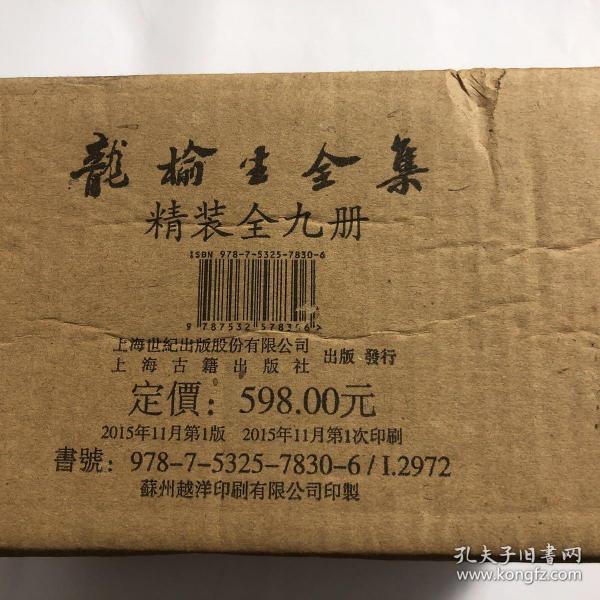 龍榆生全集
精装全九册
ISBN 978-7-5325-7830-6
9 787532 578306 >
上海世紀出版股份有限公司
上海古籍出版社
出版 發行
定價：598.00元
2015年11月第1版 2015年11月第1次印刷
書號：978-7-5325-7830-6/I.2972
蘇州越洋印刷有限公司印製
孔夫子旧書网
www.kongfz.com